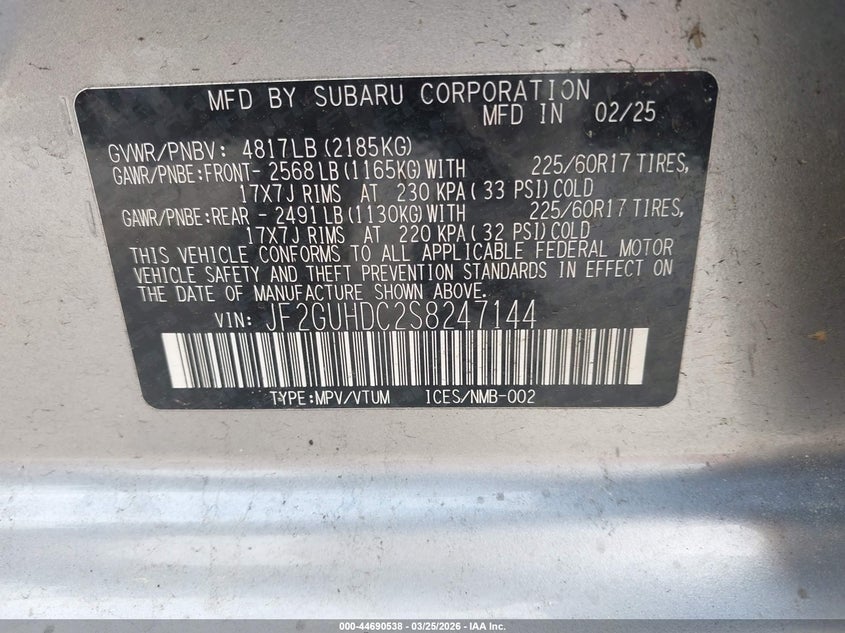 MFD BY SUBARU CORPORATION
MFD IN 02/25
GVWR/PNBV: 4817LB (2185KG)
GAWR/PNBE:FRONT- 2568 LB (1165KG) WITH 225/60R17 TIRES,
17X7J RIMS AT 230 KPA ( 33 PSI) COLD
GAWR/PNBE:REAR - 2491 LB (1130KG) WITH 225/60R17 TIRES,
17X7J RIMS AT 220 KPA ( 32 PSI) COLD
THIS VEHICLE CONFORMS TO ALL APPLICABLE FEDERAL MOTOR
VEHICLE SAFETY AND THEFT PREVENTION STANDARDS IN EFFECT ON
THE DATE OF MANUFACTURE SHOWN ABOVE.
VIN: JF2GUHDC2S8247144
TYPE:MPV/VTUM ICES/NMB-002
000-44690538 - 03/25/2026 - IAA Inc.